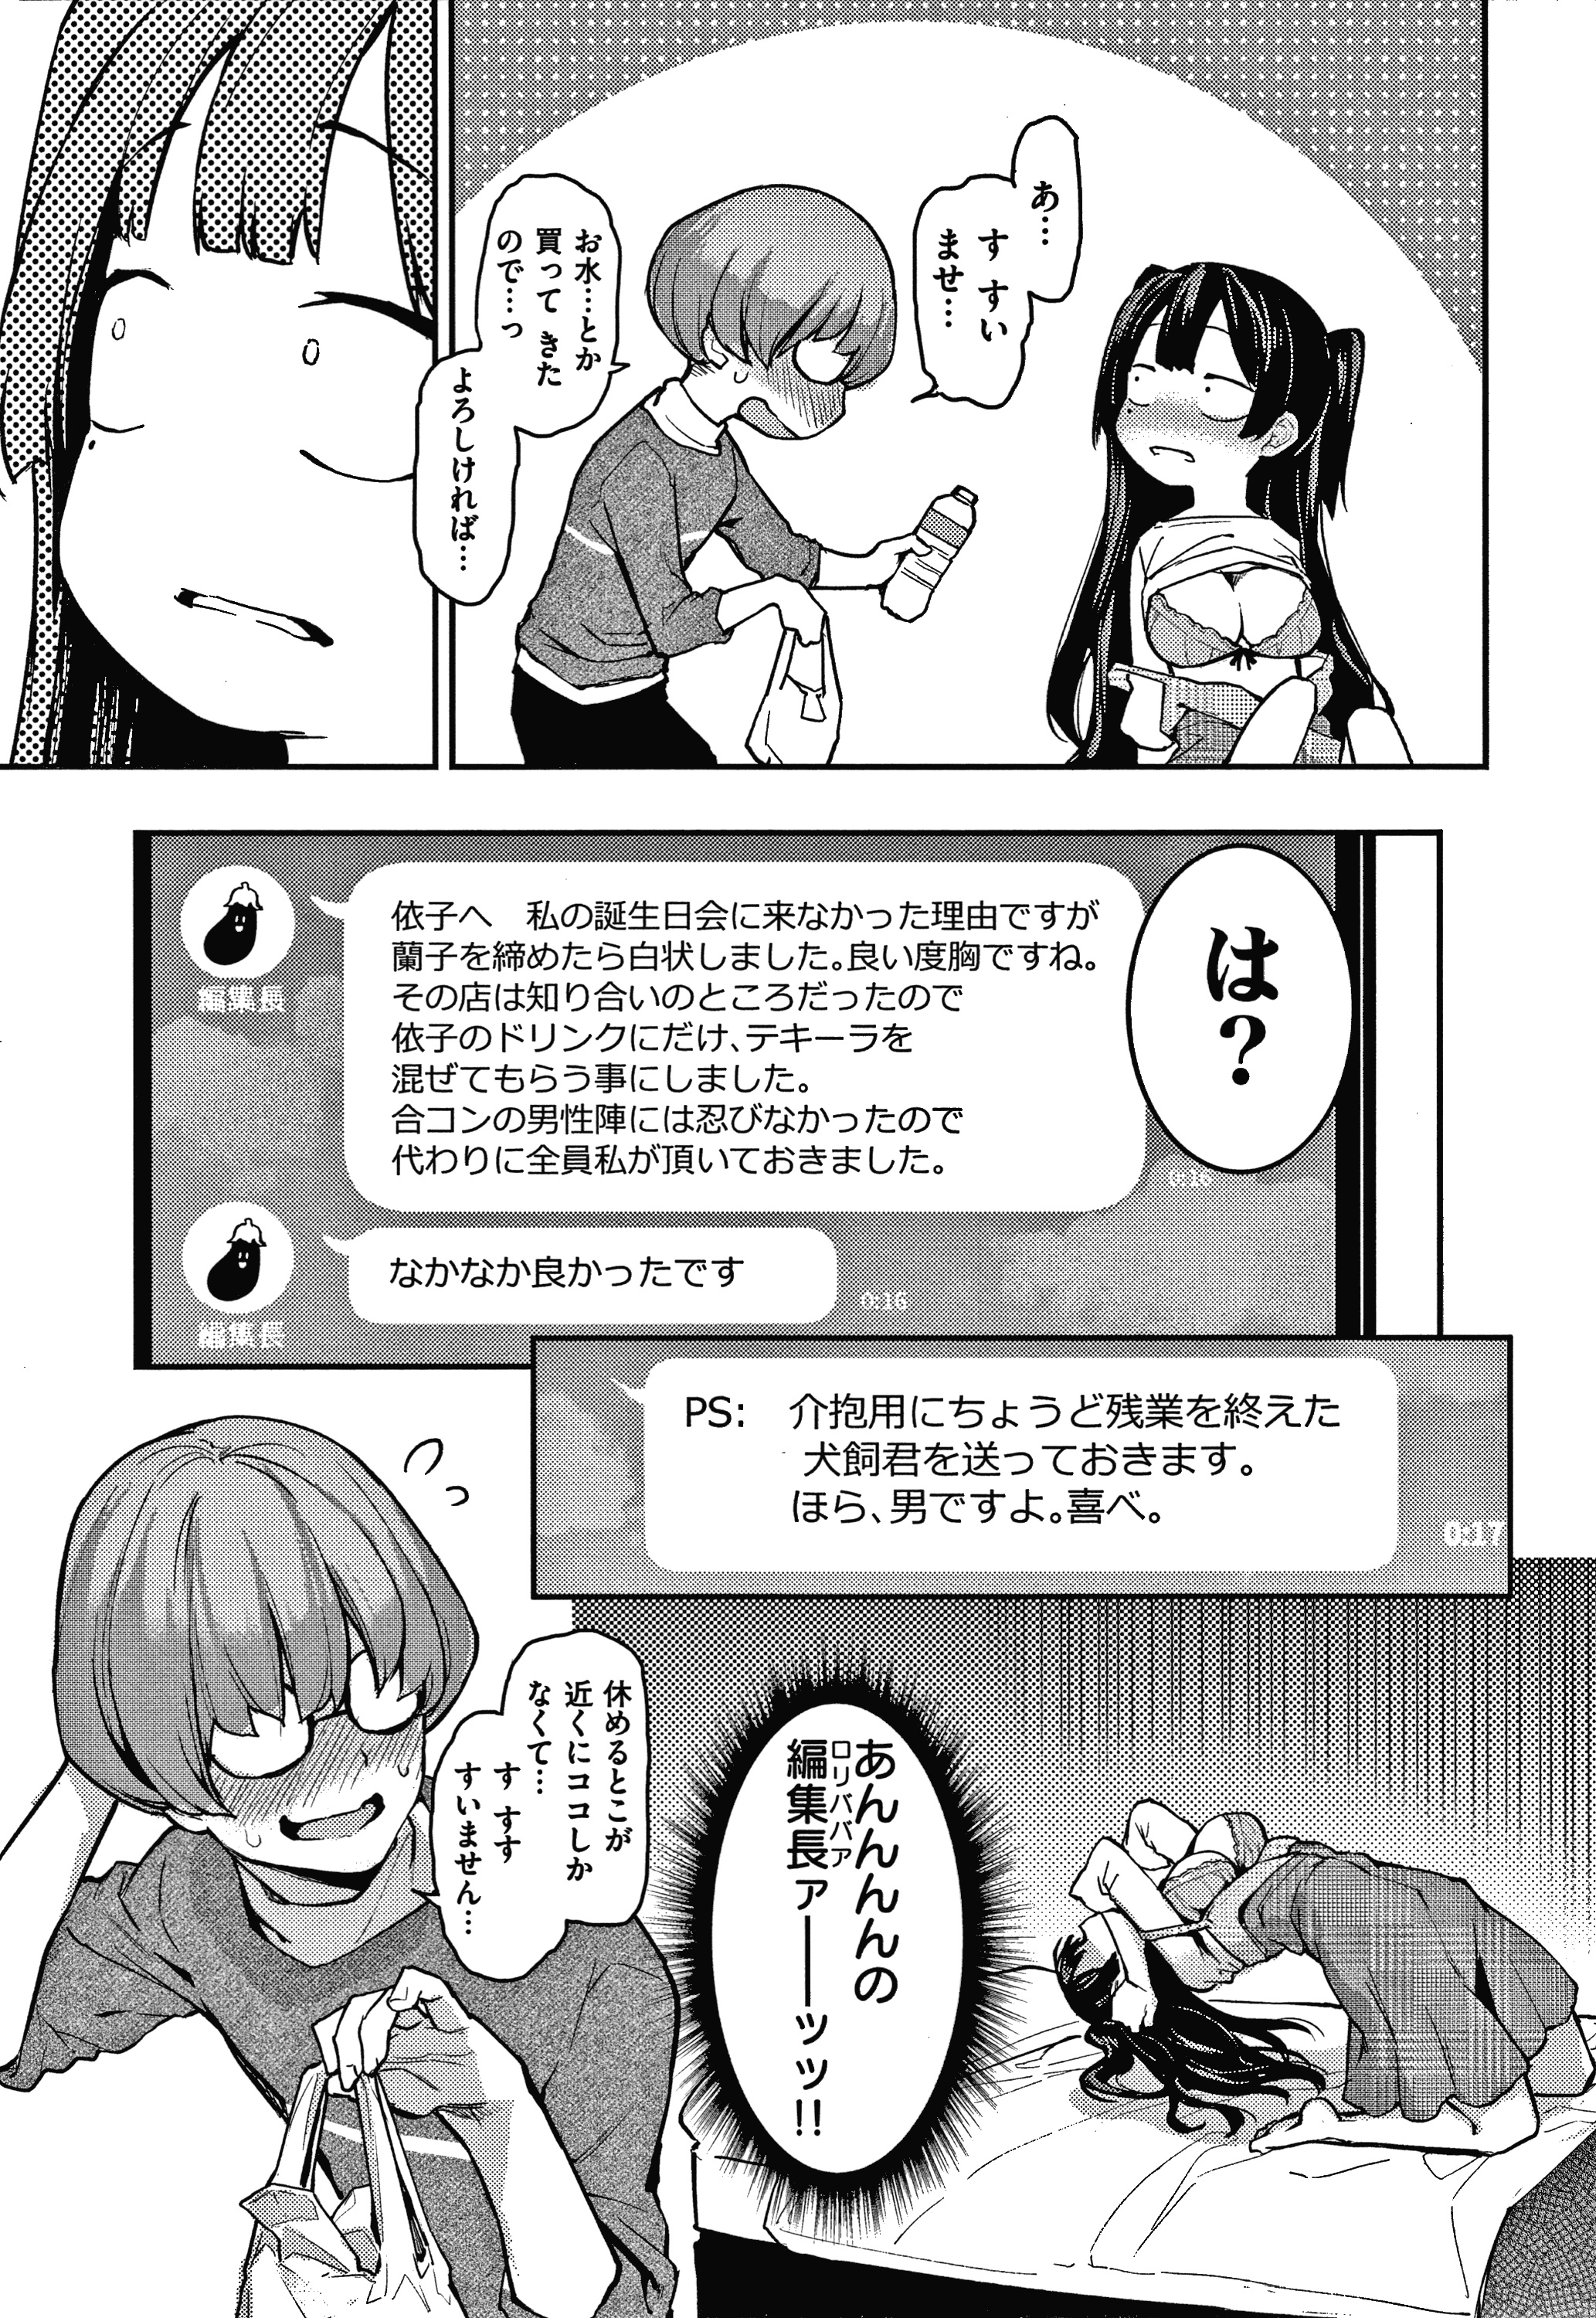 あ…
す すい
ませ…
お水…とか
買って きた
ので…っ
よろしければ…
は?
編集長
依子へ　私の誕生日会に来なかった理由ですが
蘭子を締めたら白状しました。良い度胸ですね。
その店は知り合いのところだったので
依子のドリンクにだけ、テキーラを
混ぜてもらう事にしました。
合コンの男性陣には忍びなかったので
代わりに全員私が頂いておきました。
0:16
編集長
なかなか良かったです
0:16
PS:　介抱用にちょうど残業を終えた
犬飼君を送っておきます。
ほら、男ですよ。喜べ。
0:17
あんんんんの
編集長ァ――ッッ!!
ロリババア
休めるとこが
近くにココしか
なくて…
す すす
すいません…